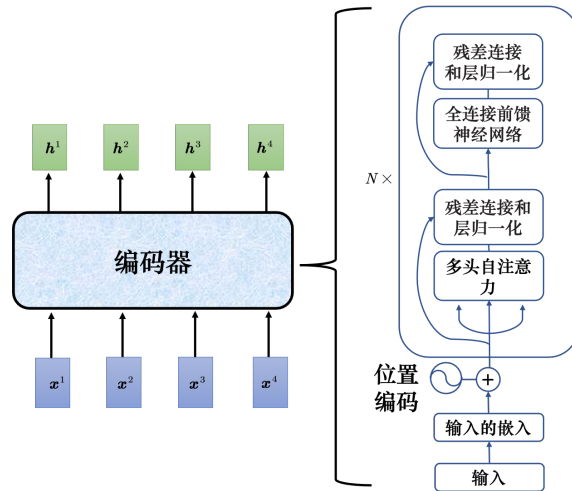 h¹ h² h³ h⁴
编码器
x¹ x² x³ x⁴
残差连接
和层归一化
全连接前馈
神经网络
N×
残差连接和
层归一化
多头自注意
力
位置
编码
+
输入的嵌入
输入